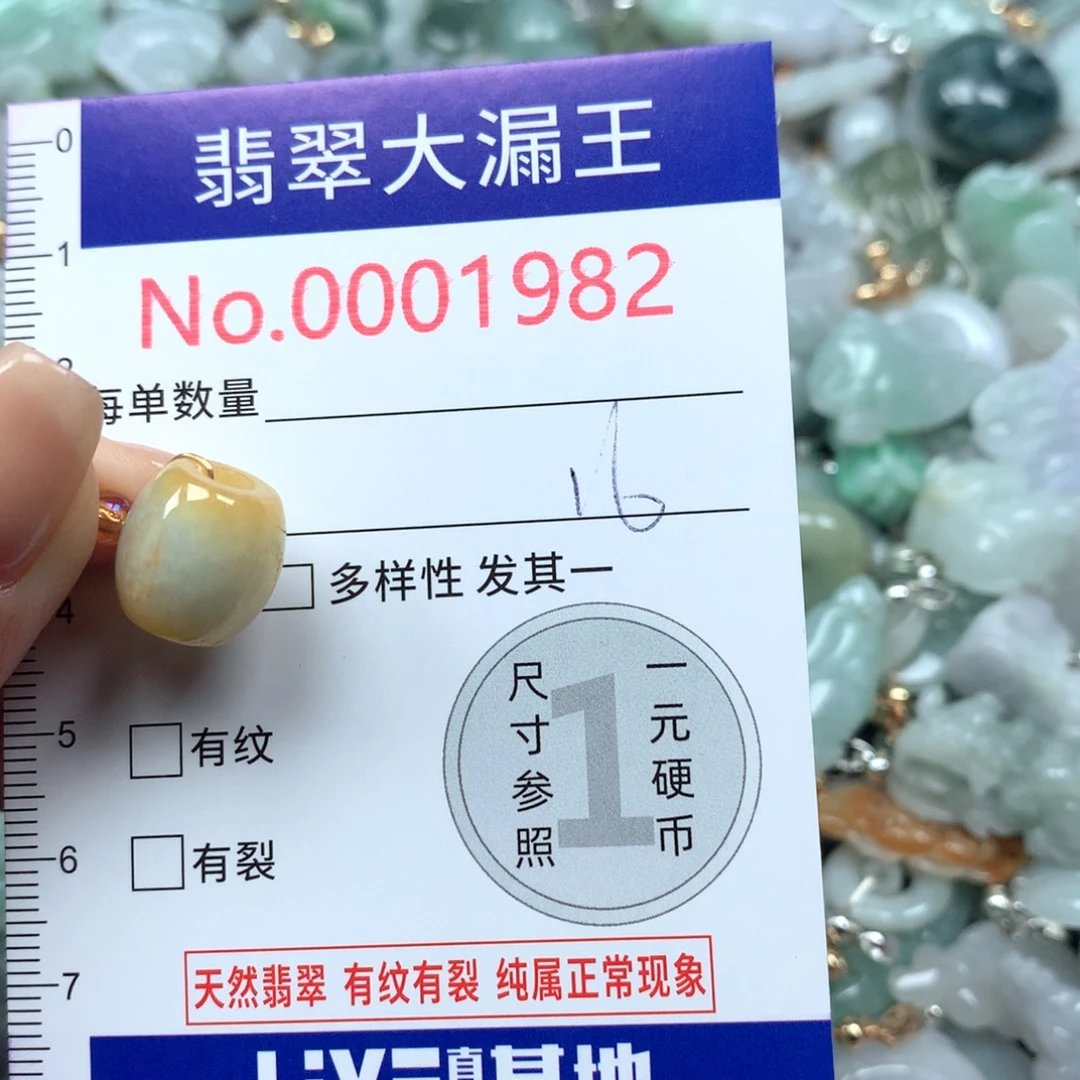 0
翡翠大漏王
1
No.0001982
每单数量
16
多样性 发其一
4
尺寸参照
1
一元硬币
5
有纹
6
有裂
天然翡翠 有纹有裂 纯属正常现象
7
基地